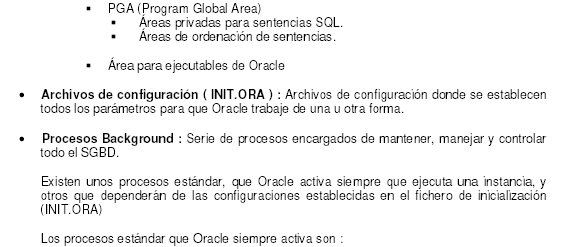 ▪ PGA (Program Global Area)
▪ Áreas privadas para sentencias SQL.
▪ Áreas de ordenación de sentencias.
▪ Área para ejecutables de Oracle
• Archivos de configuración ( INIT.ORA ) : Archivos de configuración donde se establecen
todos los parámetros para que Oracle trabaje de una u otra forma.
• Procesos Background : Serie de procesos encargados de mantener, manejar y controlar
todo el SGBD.
Existen unos procesos estándar, que Oracle activa siempre que ejecuta una instancia, y
otros que dependerán de las configuraciones establecidas en el fichero de inicialización
(INIT.ORA)
Los procesos estándar que Oracle siempre activa son :